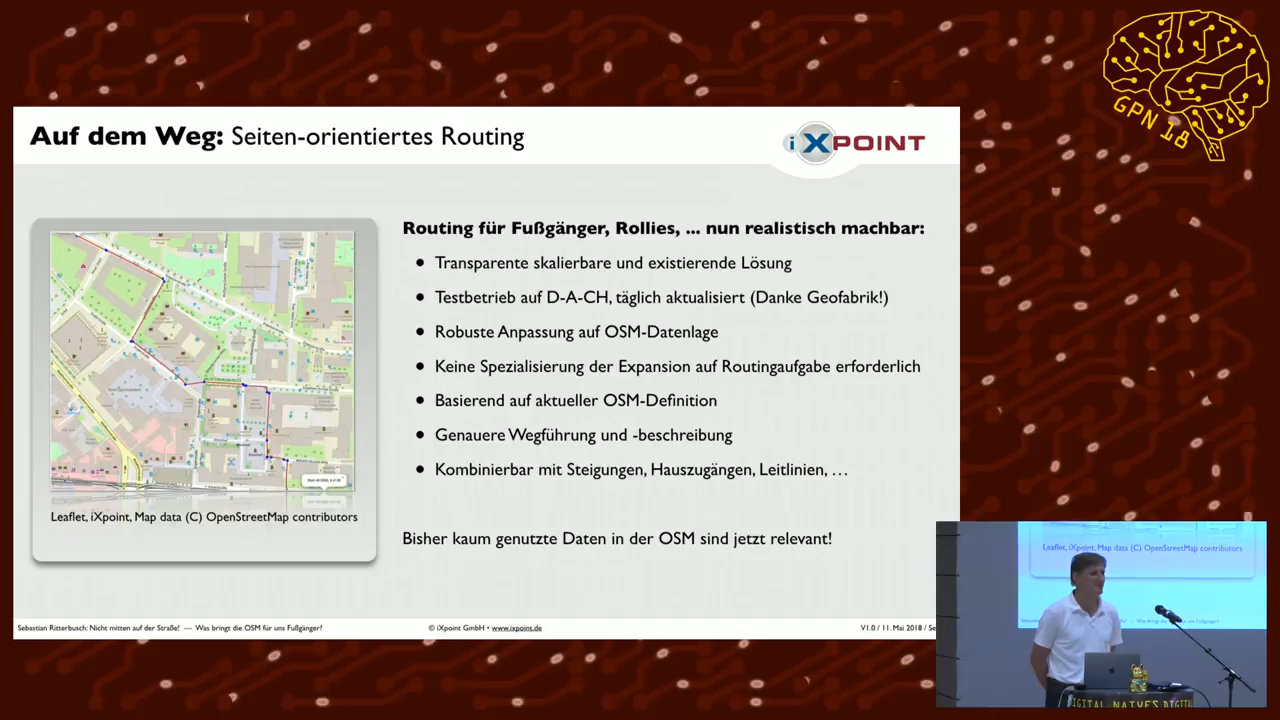 GPN 18
Auf dem Weg: Seiten-orientiertes Routing
iXPOINT
Routing für Fußgänger, Rollies, ... nun realistisch machbar:
● Transparente skalierbare und existierende Lösung
● Testbetrieb auf D-A-CH, täglich aktualisiert (Danke Geofabrik!)
● Robuste Anpassung auf OSM-Datenlage
● Keine Spezialisierung der Expansion auf Routingaufgabe erforderlich
● Basierend auf aktueller OSM-Definition
● Genauere Wegführung und -beschreibung
● Kombinierbar mit Steigungen, Hauszugängen, Leitlinien, …
Leaflet, iXpoint, Map data (C) OpenStreetMap contributors
Bisher kaum genutzte Daten in der OSM sind jetzt relevant!
Sebastian Ritterbusch: Nicht mitten auf der Straße! — Was bringt die OSM für uns Fußgänger?
© iXpoint GmbH • www.ixpoint.de
V1.0 / 11. Mai 2018 / Se
Leaflet, iXpoint, Map data (C) OpenStreetMap contributors
IGITAL NATVES DIGITAL